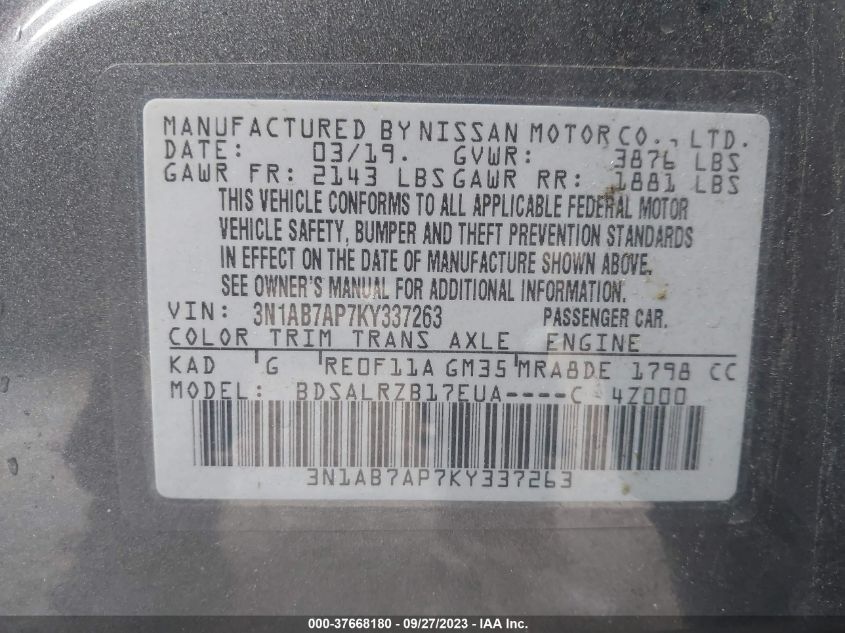 MANUFACTURED BY NISSAN MOTOR CO., LTD.
DATE: 03/19. GVWR: 3876 LBS
GAWR FR: 2143 LBS GAWR RR: 1881 LBS
THIS VEHICLE CONFORMS TO ALL APPLICABLE FEDERAL MOTOR
VEHICLE SAFETY, BUMPER AND THEFT PREVENTION STANDARDS
IN EFFECT ON THE DATE OF MANUFACTURE SHOWN ABOVE.
SEE OWNER'S MANUAL FOR ADDITIONAL INFORMATION.
VIN: 3N1AB7AP7KY337263 PASSENGER CAR.
COLOR TRIM TRANS AXLE ENGINE
KAD G RE0F11A GM35 MRA8DE 1798 CC
MODEL: BDSALRZB17EUA----C-4Z000
3N1AB7AP7KY337263
000-37668180 - 09/27/2023 - IAA Inc.